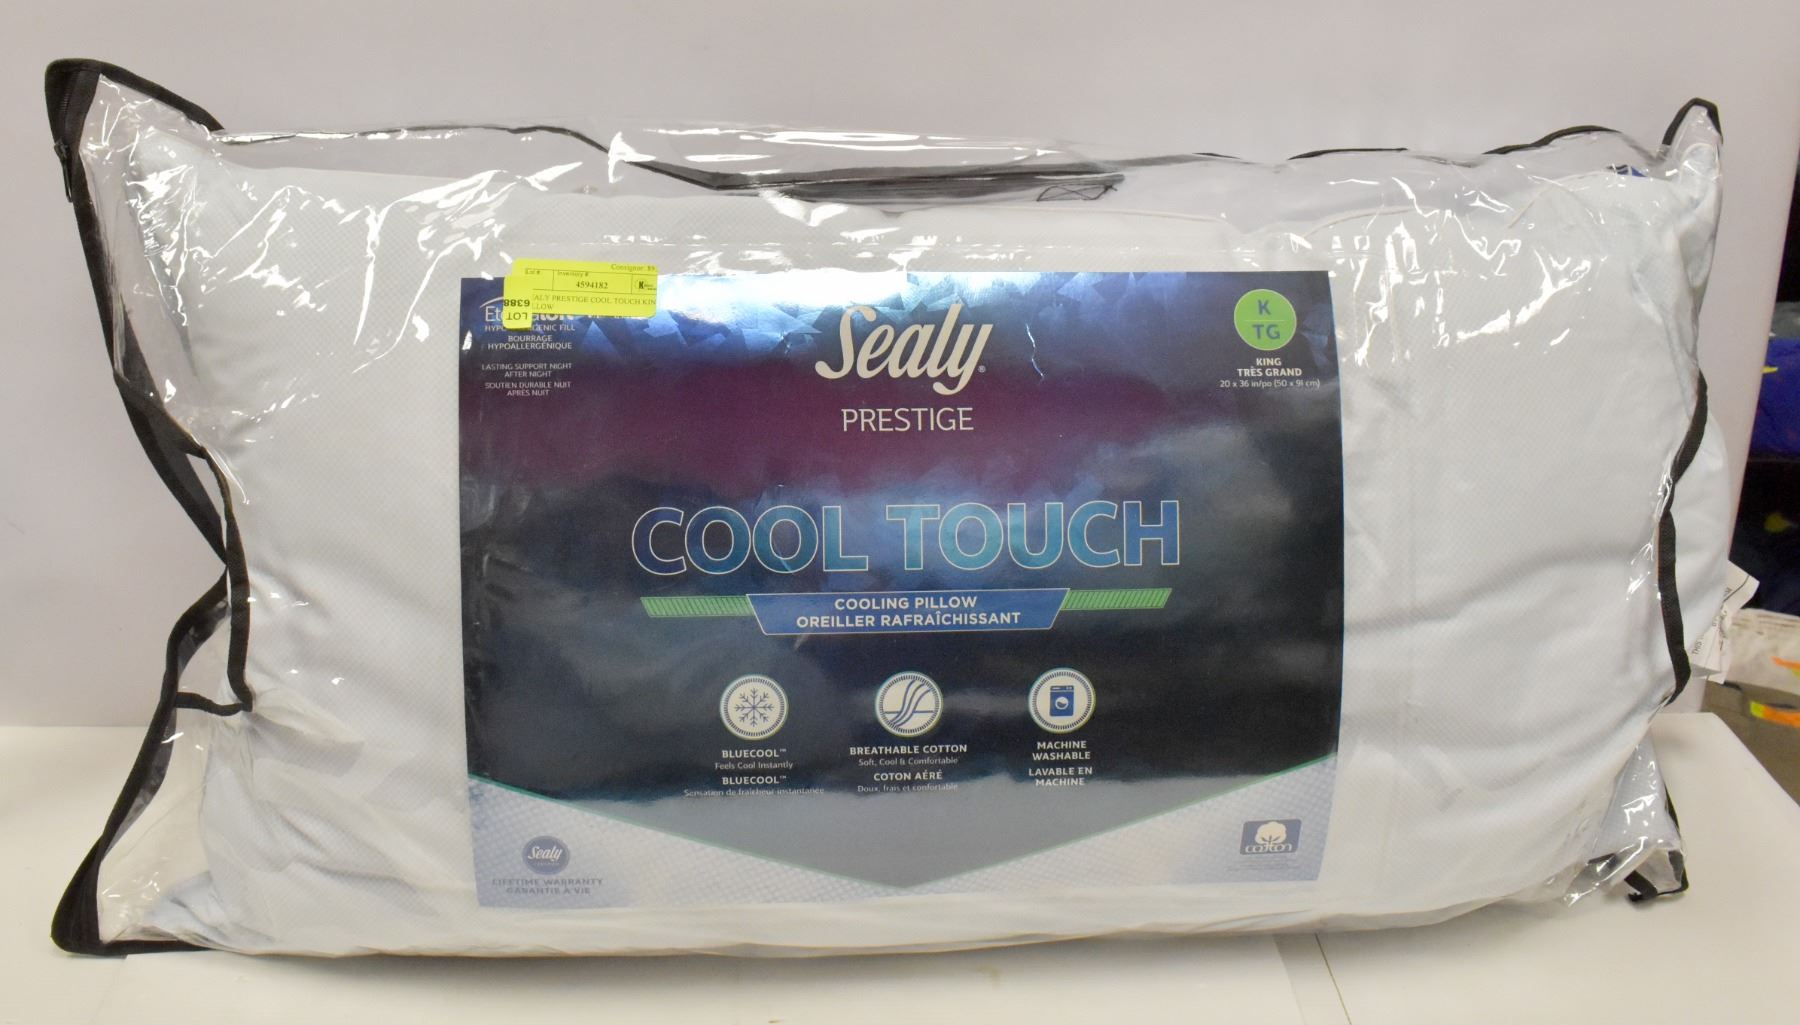 Lot #: Inventory # Consignor:
4594182
ALY PRESTIGE COOL TOUCH KIN
LLOW
LOT
6388
HYPO GENIC FILL
BOURRAGE
HYPOALLERGÉNIQUE
LASTING SUPPORT NIGHT
AFTER NIGHT
SOUTIEN DURABLE NUIT
APRÈS NUIT
Sealy®
PRESTIGE
K
TG
KING
TRÈS GRAND
20 x 36 in/po (50 x 91 cm)
COOL TOUCH
COOLING PILLOW
OREILLER RAFRAÎCHISSANT
BLUECOOL™
Feels Cool Instantly
BLUECOOL™
Sensation de fraîcheur instantanée
BREATHABLE COTTON
Soft, Cool & Comfortable
COTON AÉRÉ
Doux, frais et confortable
MACHINE
WASHABLE
LAVABLE EN
MACHINE
Sealy
LIFETIME WARRANTY
GARANTIE À VIE
cotton